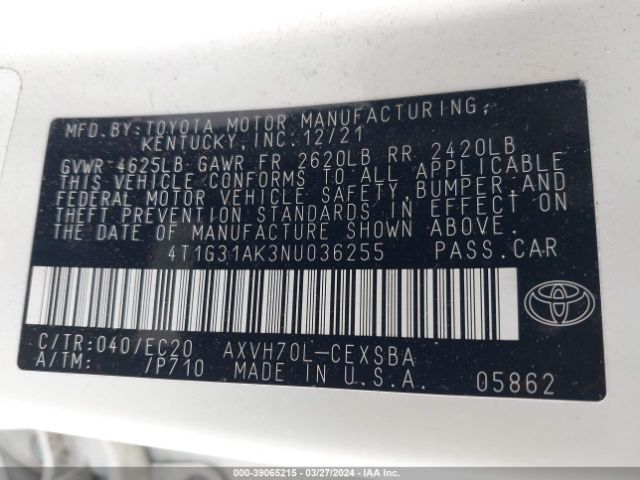 MFD.BY:TOYOTA MOTOR MANUFACTURING,
KENTUCKY,INC.12/21
GVWR 4625LB GAWR FR 2620LB RR 2420LB
THIS VEHICLE CONFORMS TO ALL APPLICABLE
FEDERAL MOTOR VEHICLE SAFETY,BUMPER,AND
THEFT PREVENTION STANDARDS IN EFFECT ON
THE DATE OF MANUFACTURE SHOWN ABOVE.
4T1G31AK3NU036255 PASS.CAR
C/TR:040/EC20 AXVH70L-CEXSBA
A/TM: /P710 MADE IN U.S.A. 05862
000-39065215 - 03/27/2024 - IAA Inc.